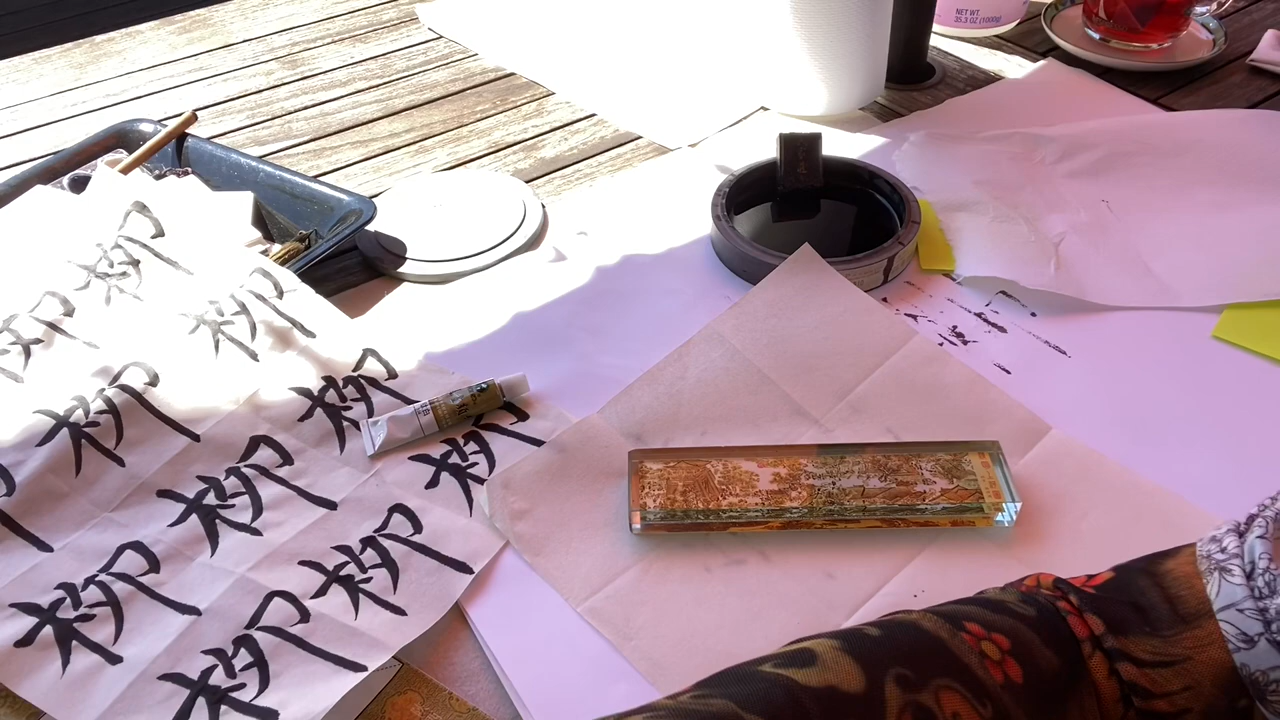 NET WT.
35.3 OZ (1000g)
柳 柳 柳
柳 柳 柳
柳 柳 柳
柳 柳